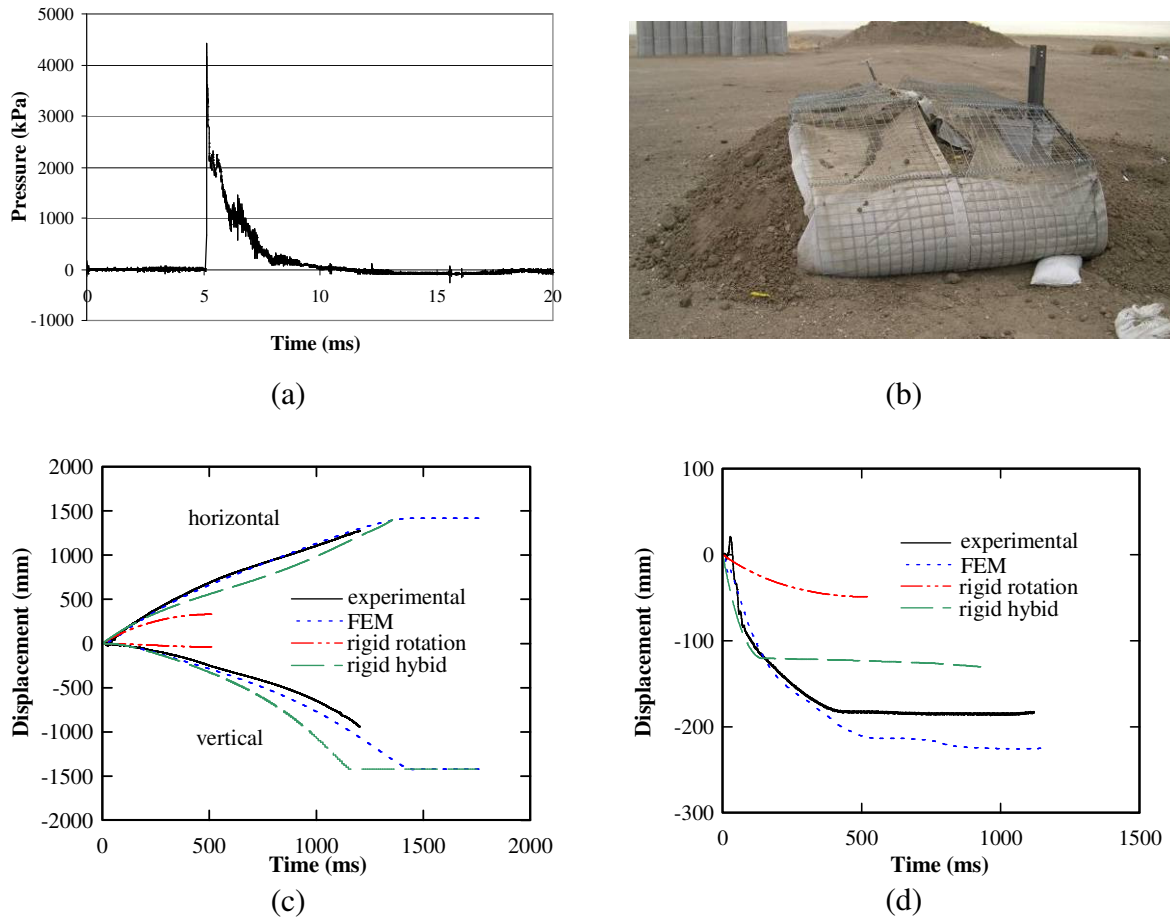 5000
4000
3000
2000
1000
0
-1000
0 5 10 15 20
Pressure (kPa)
Time (ms)
(a)
(b)
2000
1500
1000
500
0
-500
-1000
-1500
-2000
0 500 1000 1500 2000
Displacement (mm)
Time (ms)
horizontal
experimental
FEM
rigid rotation
rigid hybid
vertical
(c)
100
0
-100
-200
-300
0 500 1000 1500
Displacement (mm)
Time (ms)
experimental
FEM
rigid rotation
rigid hybid
(d)